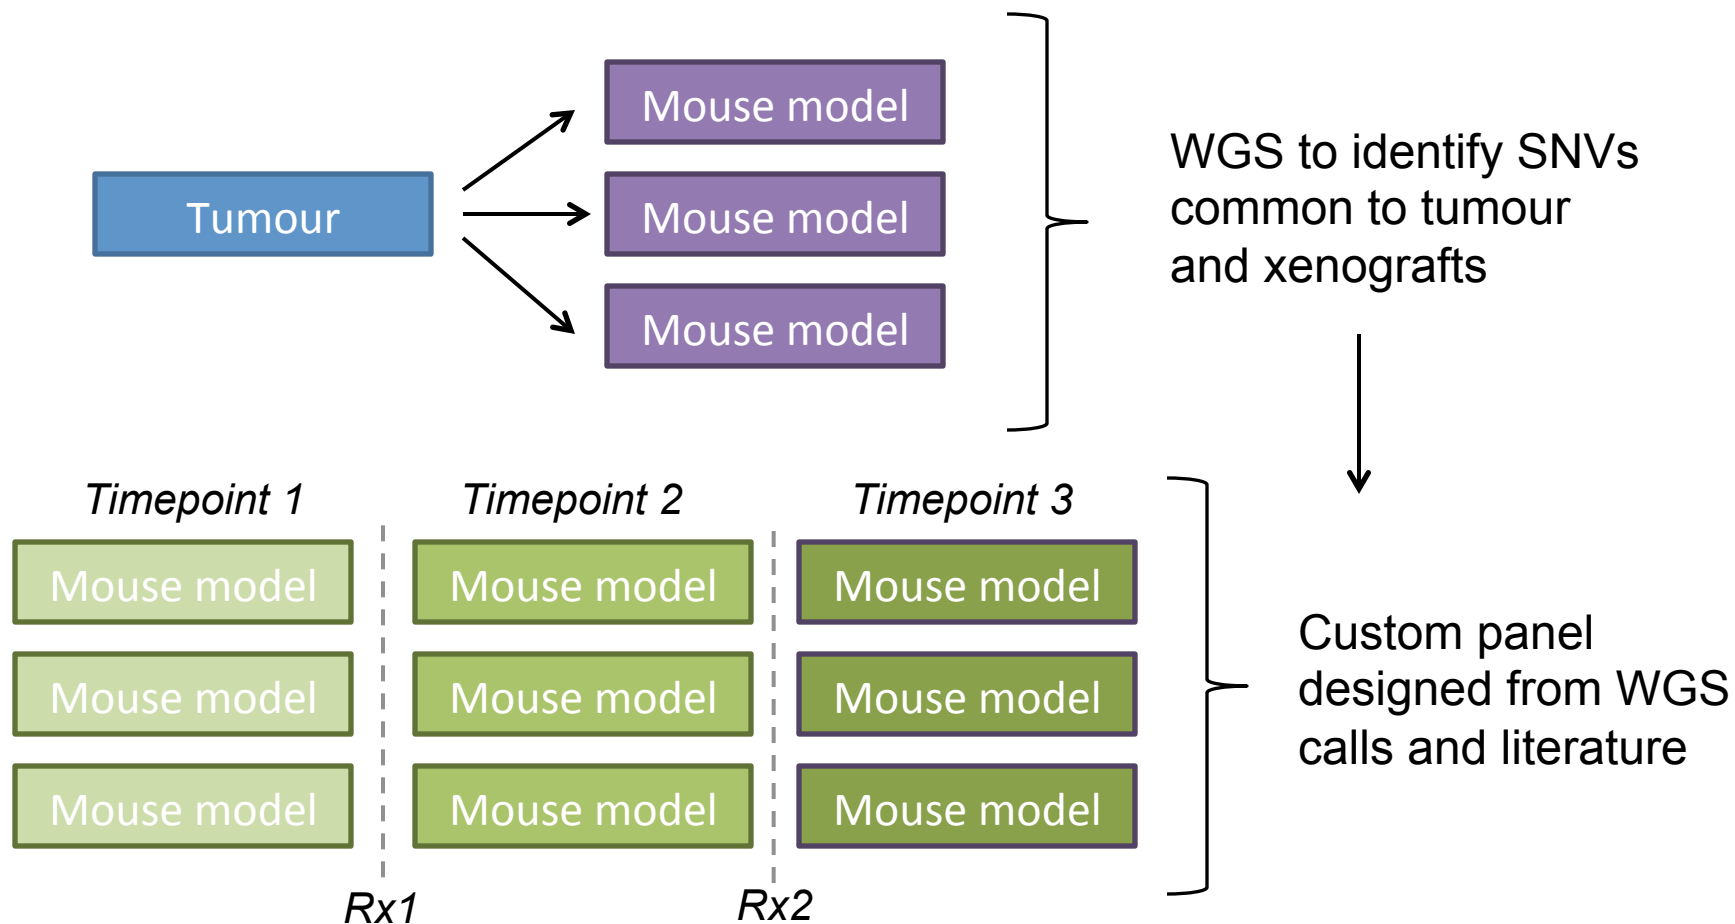 Mouse model
Tumour
Mouse model
Mouse model
WGS to identify SNVs
common to tumour
and xenografts
Timepoint 1
Timepoint 2
Timepoint 3
Mouse model
Mouse model
Mouse model
Mouse model
Mouse model
Mouse model
Mouse model
Mouse model
Mouse model
Custom panel
designed from WGS
calls and literature
Rx1
Rx2